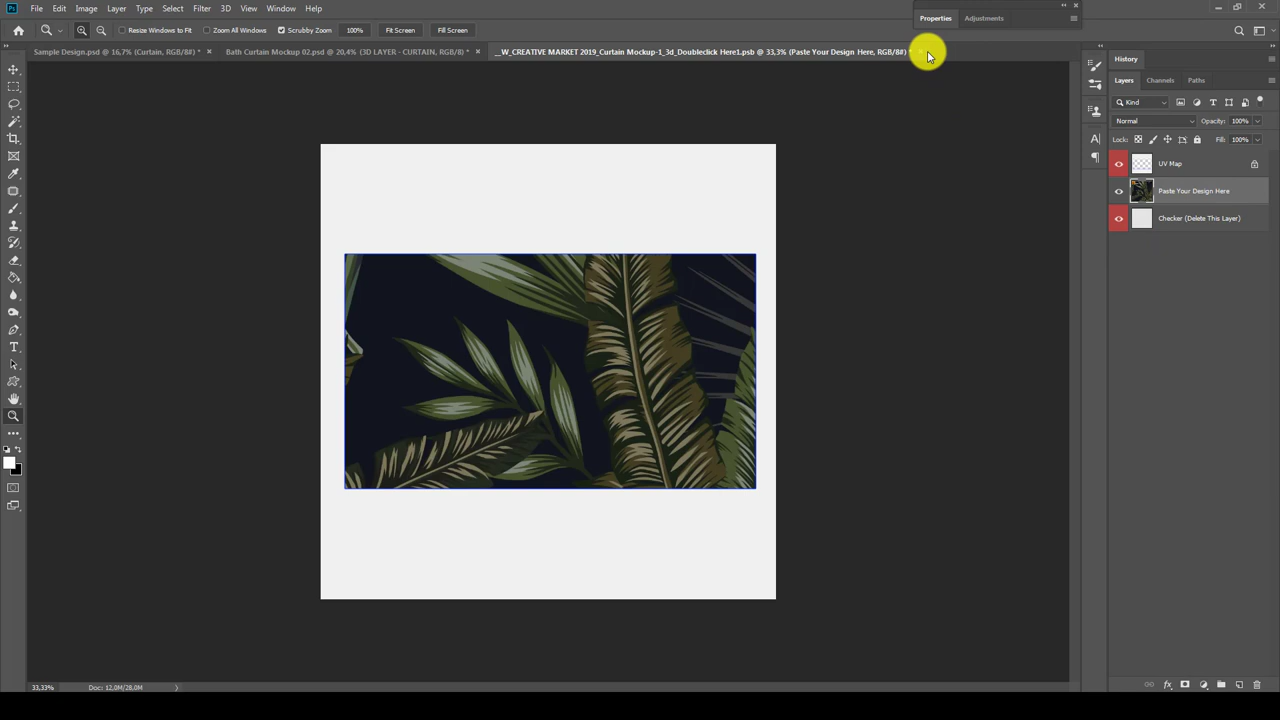 Ps File Edit Image Layer Type Select Filter 3D View Window Help
Properties Adjustments
Resize Windows to Fit Zoom All Windows Scrubby Zoom 100% Fit Screen Fill Screen
Sample Design.psd @ 16,7% (Curtain, RGB/8#) * × Bath Curtain Mockup 02.psd @ 20,4% (3D LAYER - CURTAIN, RGB/8) * × __W_CREATIVE MARKET 2019_Curtain Mockup-1_3d_Doubleclick Here1.psb @ 33,3% (Paste Your Design Here, RGB/8#) *
History
Layers Channels Paths
Kind
Normal Opacity: 100%
Lock: Fill: 100%
UV Map
Paste Your Design Here
Checker (Delete This Layer)
33,33% Doc: 12,0M/28,0M